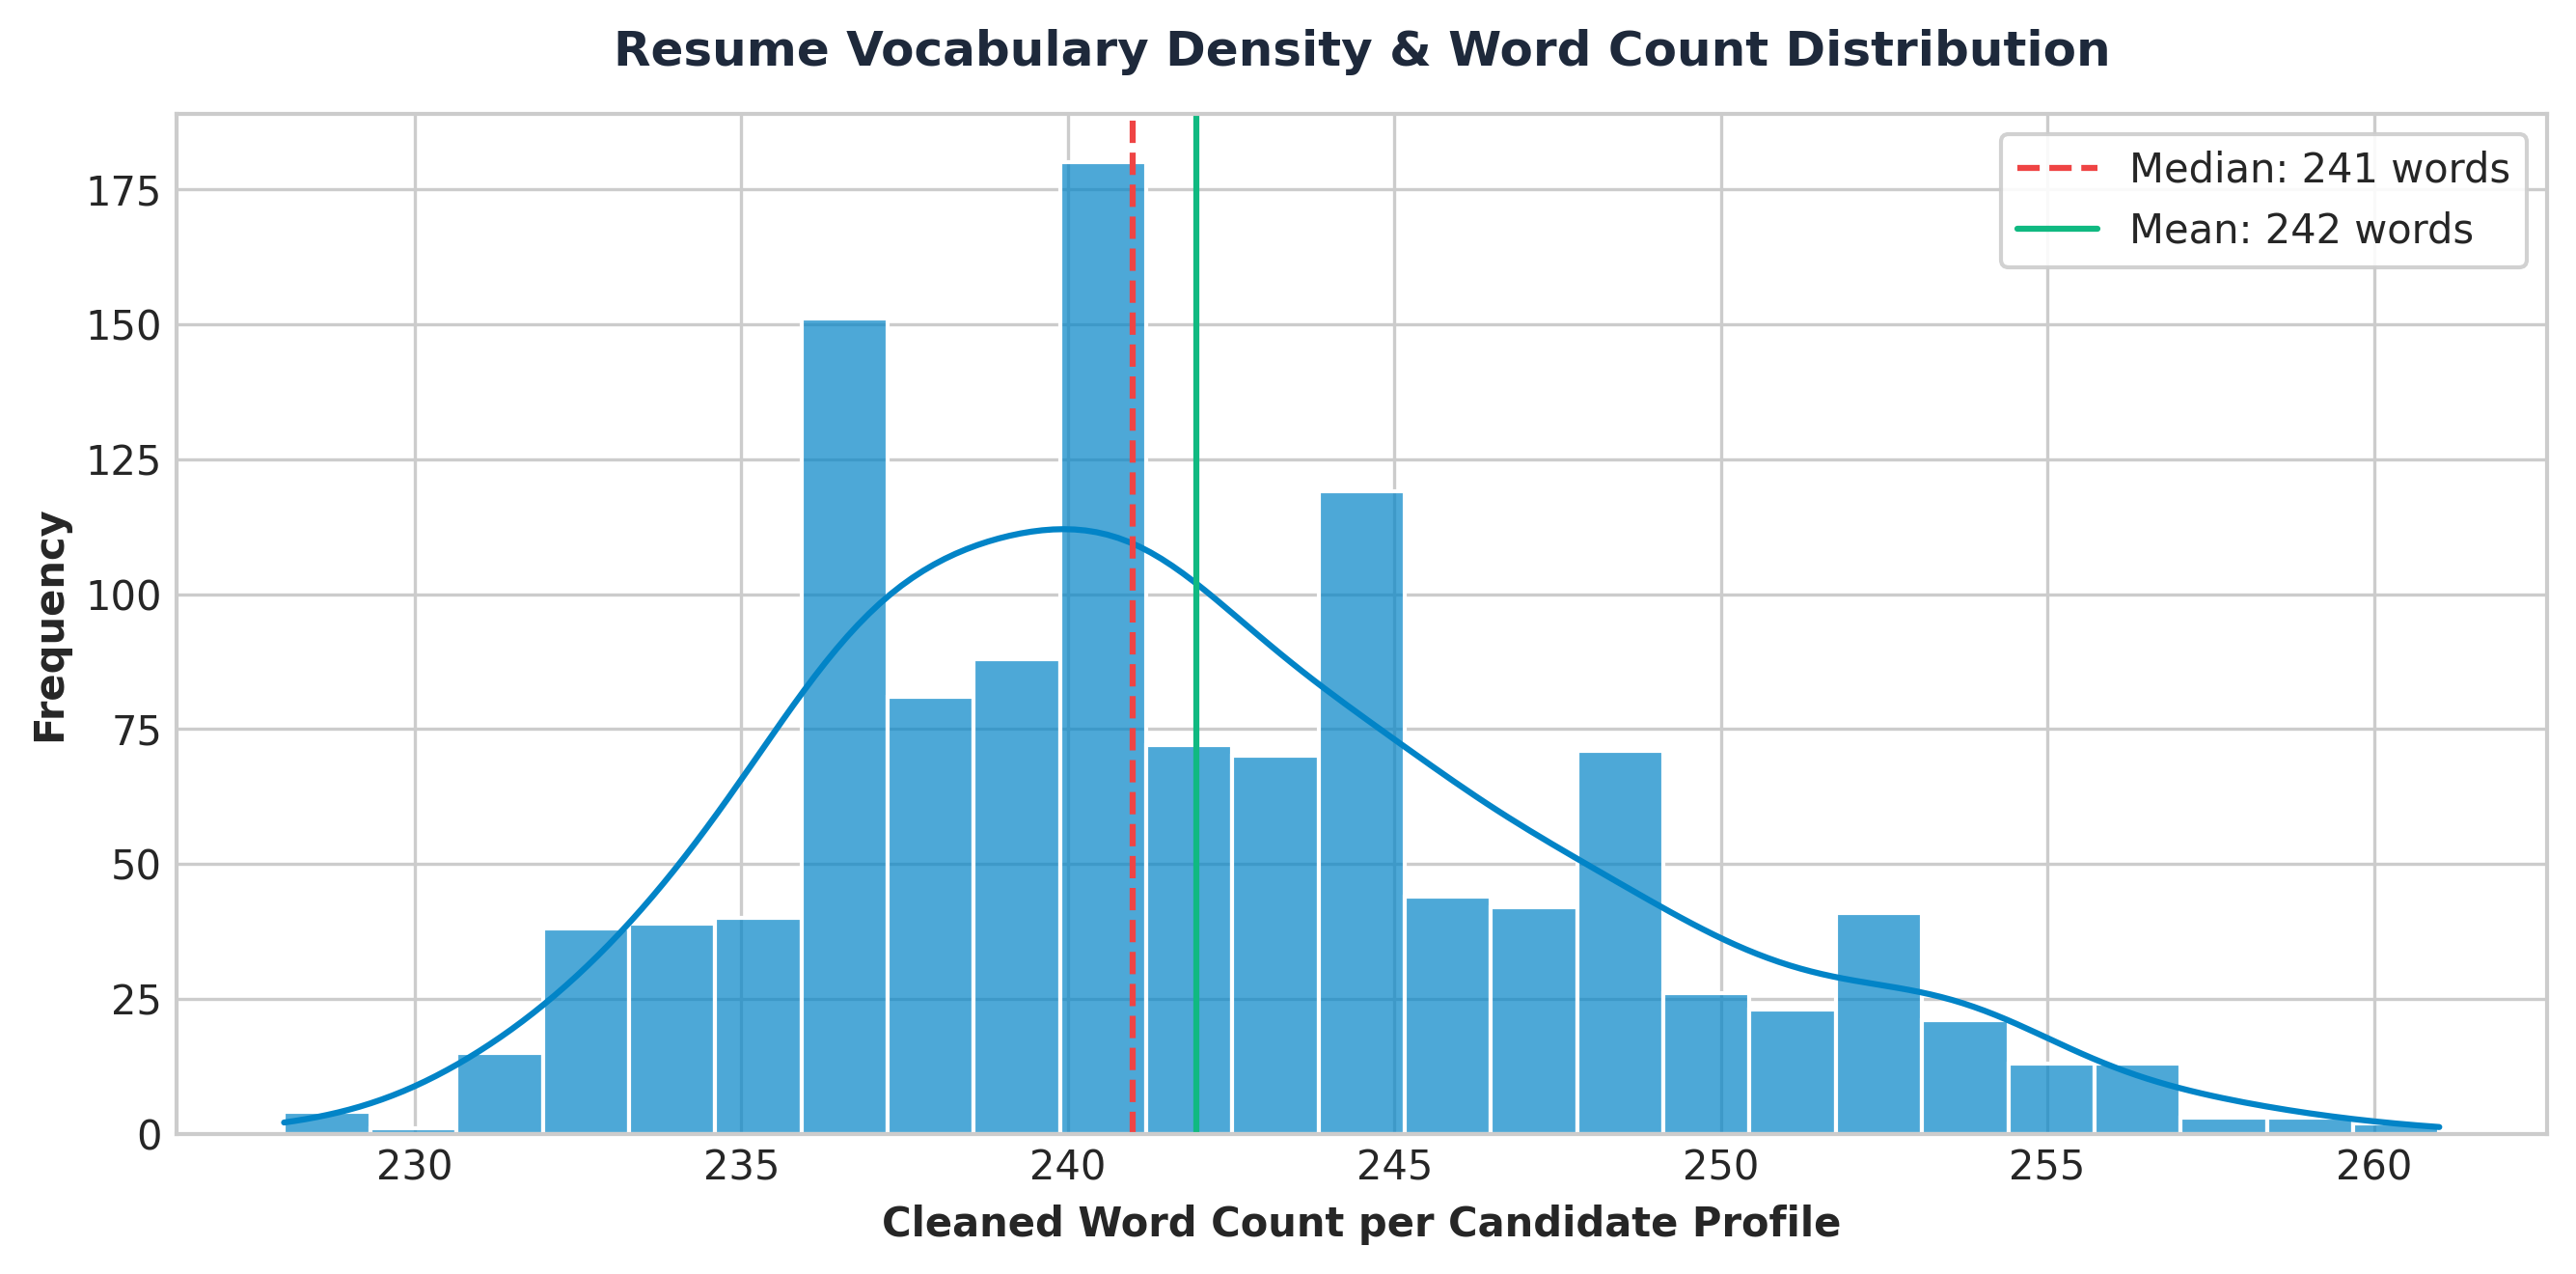 Resume Vocabulary Density & Word Count Distribution
Median: 241 words
Mean: 242 words
175
150
125
100
75
50
25
0
Frequency
230 235 240 245 250 255 260
Cleaned Word Count per Candidate Profile